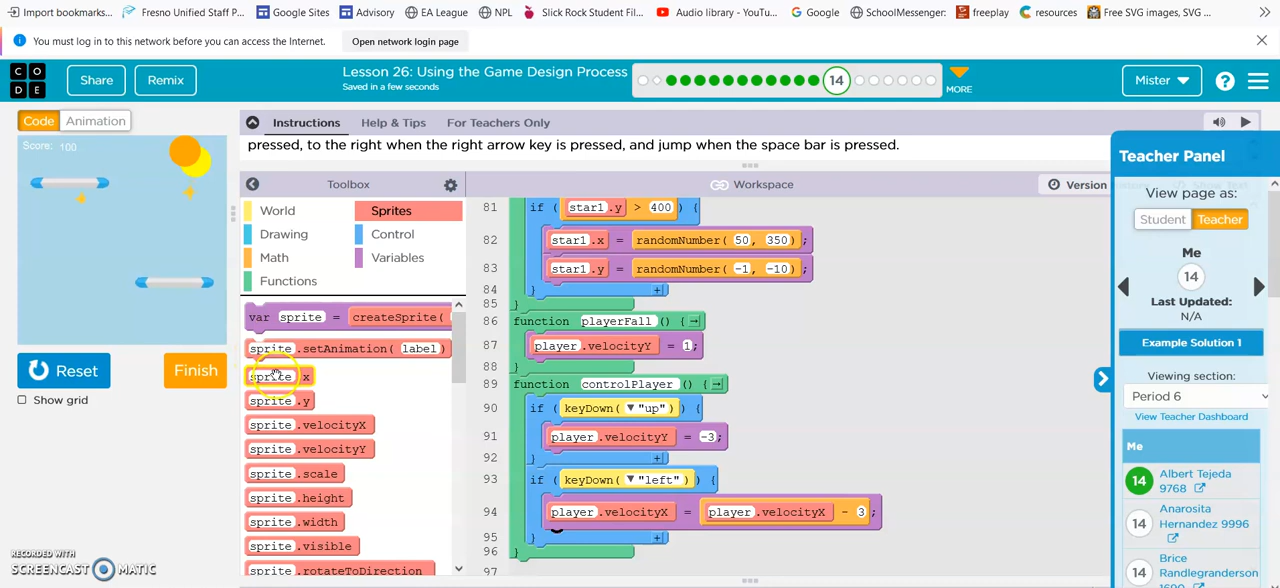 Import bookmarks... Fresno Unified Staff P... Google Sites Advisory EA League NPL Slick Rock Student Fil... Audio library - YouTu... Google SchoolMessenger: freeplay resources Free SVG images, SVG ...
You must log in to this network before you can access the Internet. Open network login page
C O D E Share Remix Lesson 26: Using the Game Design Process Saved in a few seconds 14 MORE Mister ?
Code Animation Instructions Help & Tips For Teachers Only
Score: 100
pressed, to the right when the right arrow key is pressed, and jump when the space bar is pressed.
Toolbox Workspace Version
World Sprites
Drawing Control
Math Variables
Functions
var sprite = createSprite(
sprite.setAnimation( label )
sprite.x
sprite.y
sprite.velocityX
sprite.velocityY
sprite.scale
sprite.height
sprite.width
sprite.visible
sprite.rotateToDirection
Reset Finish
Show grid
81 if ( star1.y > 400 ) {
82 star1.x = randomNumber( 50, 350 );
83 star1.y = randomNumber( -1, -10 );
84 }
85 }
86 function playerFall () {
87 player.velocityY = 1;
88 }
89 function controlPlayer () {
90 if ( keyDown( "up" ) ) {
91 player.velocityY = -3;
92 }
93 if ( keyDown( "left" ) ) {
94 player.velocityX = player.velocityX - 3;
95 }
96 }
97
Teacher Panel
View page as:
Student Teacher
Me
14
Last Updated:
N/A
Example Solution 1
Viewing section:
Period 6
View Teacher Dashboard
Me
14 Albert Tejeda
9768
14 Anarosita
Hernandez 9996
14 Brice
Randlegranderson
RECORDED WITH
SCREENCAST MATIC